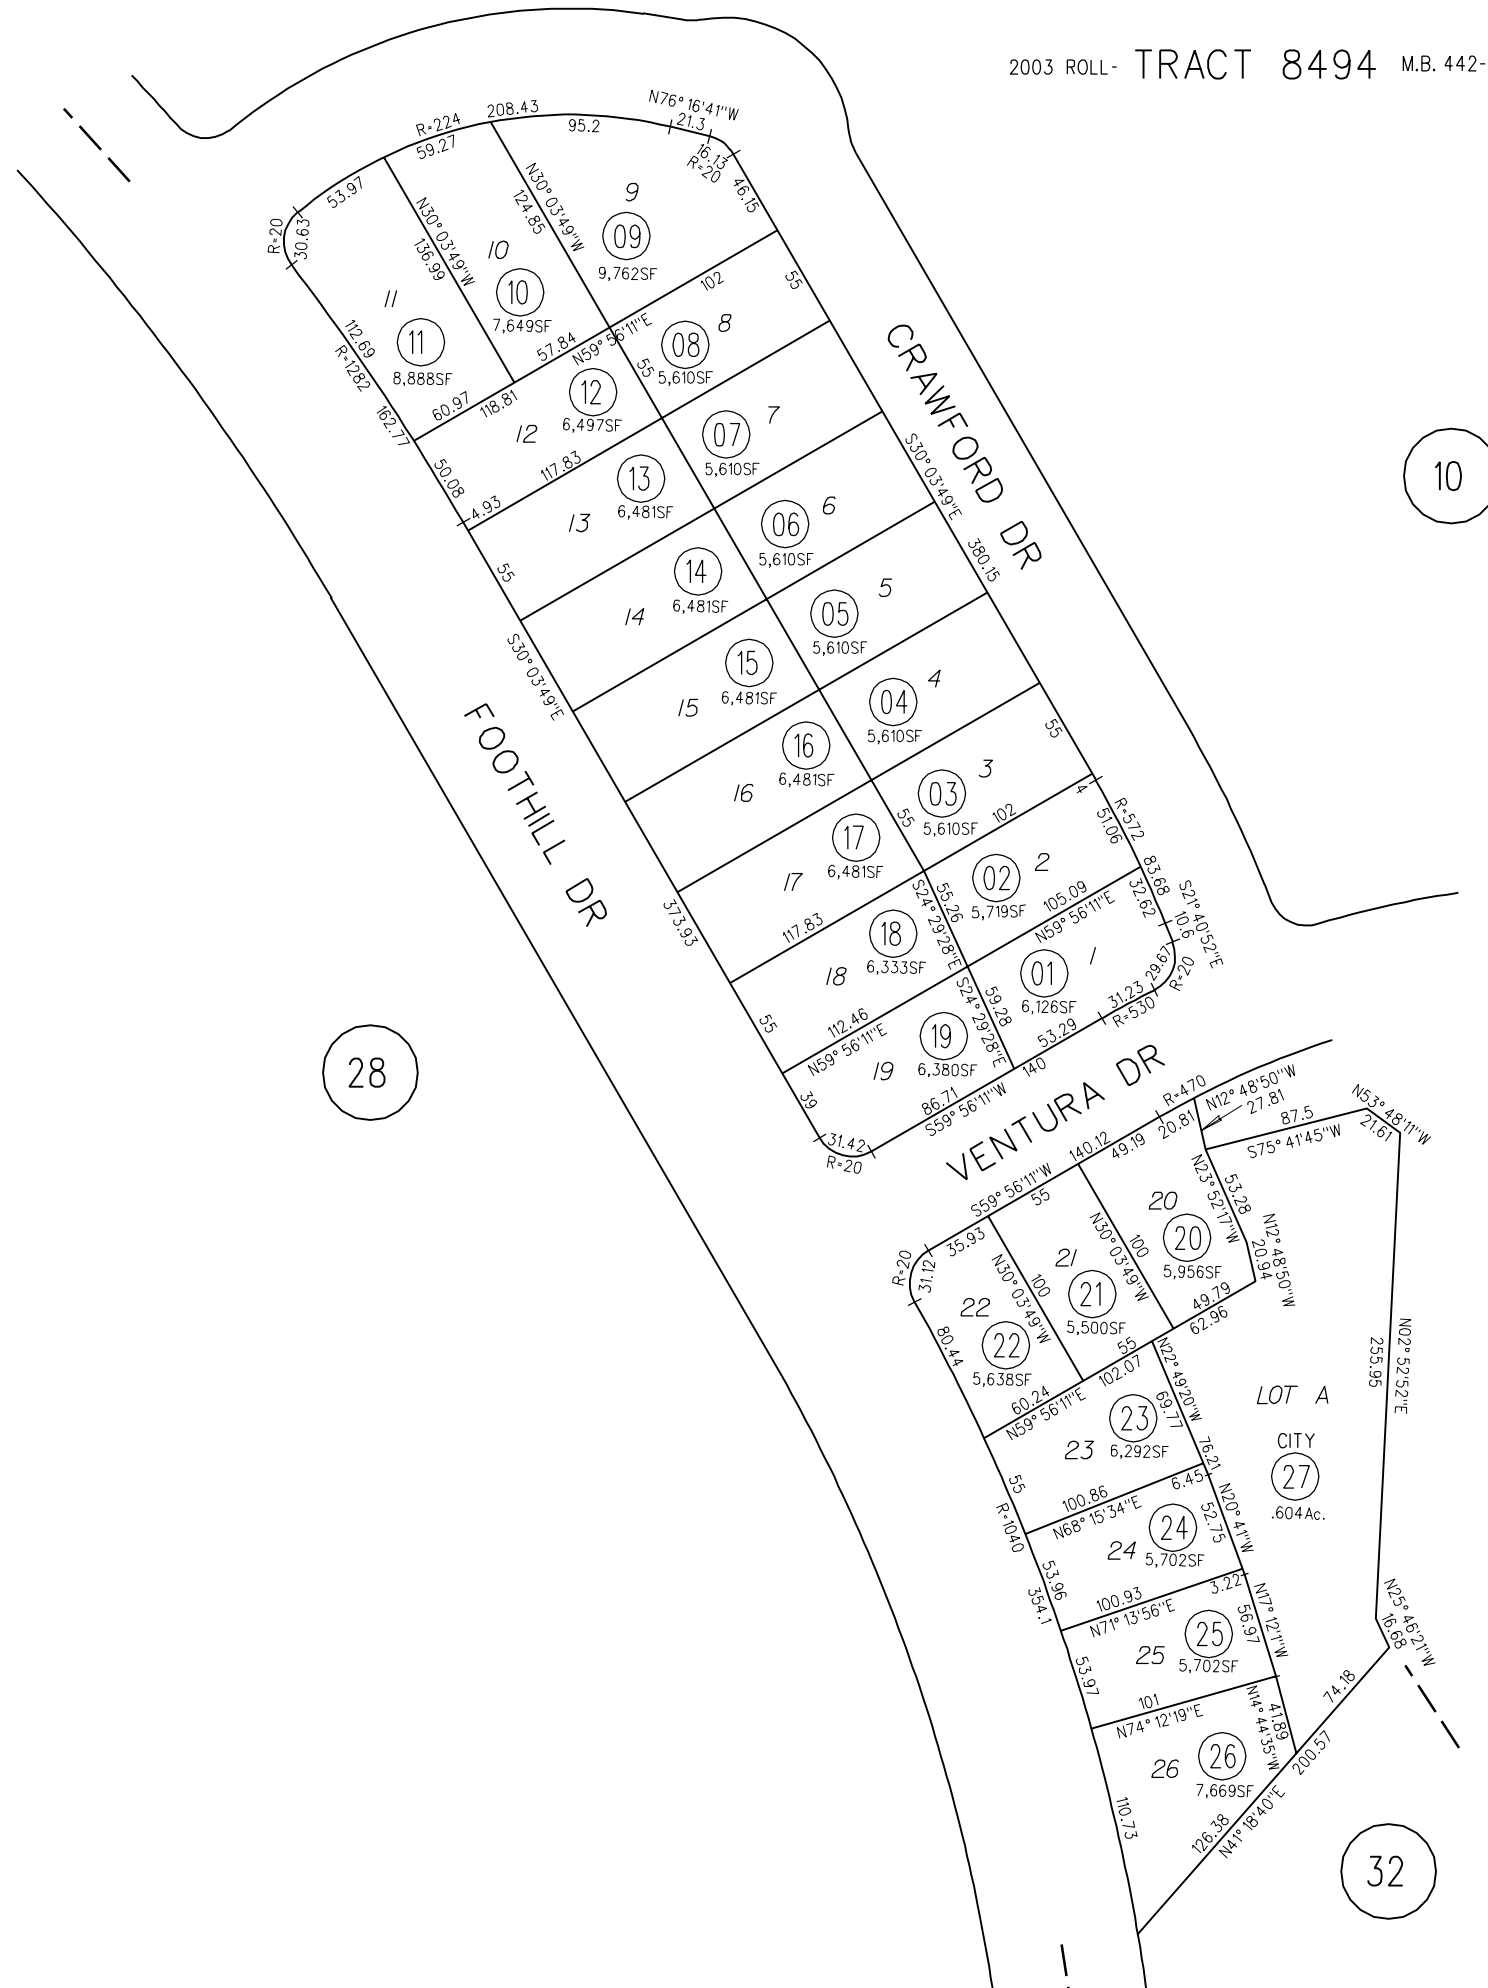 2003 ROLL- TRACT 8494 M.B. 442-
N76° 16'41"W
21.3
208.43
R=224
59.27
95.2
16.13
R=20
46.15
53.97
N30° 03'49"W
124.85
9
09
9,762SF
R=20
30.63
N30° 03'49"W
136.99
10
10
7,649SF
11
11
8,888SF
112.69
R=1282
162.77
102
55
57.84
N59° 56'11"E
55
08
8
5,610SF
60.97
118.81
12
12
6,497SF
CRAWFORD DR
50.08
117.83
4.93
07
7
5,610SF
13
13
6,481SF
S30° 03'49"E
380.15
06
6
5,610SF
55
14
14
6,481SF
05
5
5,610SF
S30° 03'49"E
15
15
6,481SF
04
4
5,610SF
55
FOOTHILL DR
16
16
6,481SF
03
3
5,610SF
55
102
4
R=572
51.06
17
17
6,481SF
02
2
5,719SF
55.26
S24° 29'28"E
105.09
N59° 56'11"E
83.68
32.62
S21° 40'52"E
10.6
373.93
117.83
18
18
6,333SF
01
1
6,126SF
29.67
R=20
59.28
S24° 29'28"E
31.23
R=530
53.29
140
55
112.46
N59° 56'11"E
19
19
6,380SF
39
86.71
S59° 56'11"W
31.42
R=20
VENTURA DR
10
28
R=470
N12° 48'50"W
27.81
N53° 48'11"W
21.61
87.5
S75° 41'45"W
20.81
49.19
140.12
S59° 56'11"W
55
35.93
R=20
31.12
N23° 52'17"W
53.28
20
20
5,956SF
N12° 48'50"W
20.94
N30° 03'49"W
100
21
21
5,500SF
N30° 03'49"W
100
22
22
5,638SF
80.44
49.79
62.96
55
102.07
60.24
N59° 56'11"E
N22° 49'20"W
69.77
76.21
N02° 52'52"E
255.95
LOT A
CITY
27
.604Ac.
23
23
6,292SF
55
R=1040
100.86
N68° 15'34"E
6.45
N20° 41"W
52.75
24
24
5,702SF
53.96
354.1
100.93
N71° 13'56"E
3.22
N17° 12'1"W
56.97
25
25
5,702SF
53.97
101
N74° 12'19"E
N14° 44'35"W
41.89
26
26
7,669SF
110.73
126.38
N41° 18'40"E
200.57
74.18
N25° 46'21"W
16.68
32